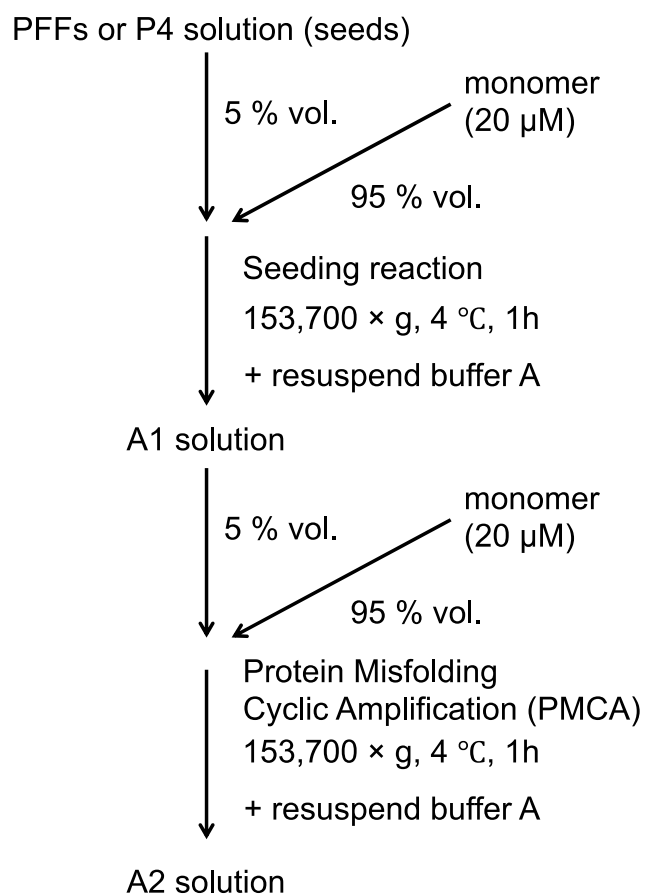 PFFs or P4 solution (seeds)
5 % vol.
monomer
(20 μM)
95 % vol.
Seeding reaction
153,700 × g, 4 ℃, 1h
+ resuspend buffer A
A1 solution
5 % vol.
monomer
(20 μM)
95 % vol.
Protein Misfolding
Cyclic Amplification (PMCA)
153,700 × g, 4 ℃, 1h
+ resuspend buffer A
A2 solution